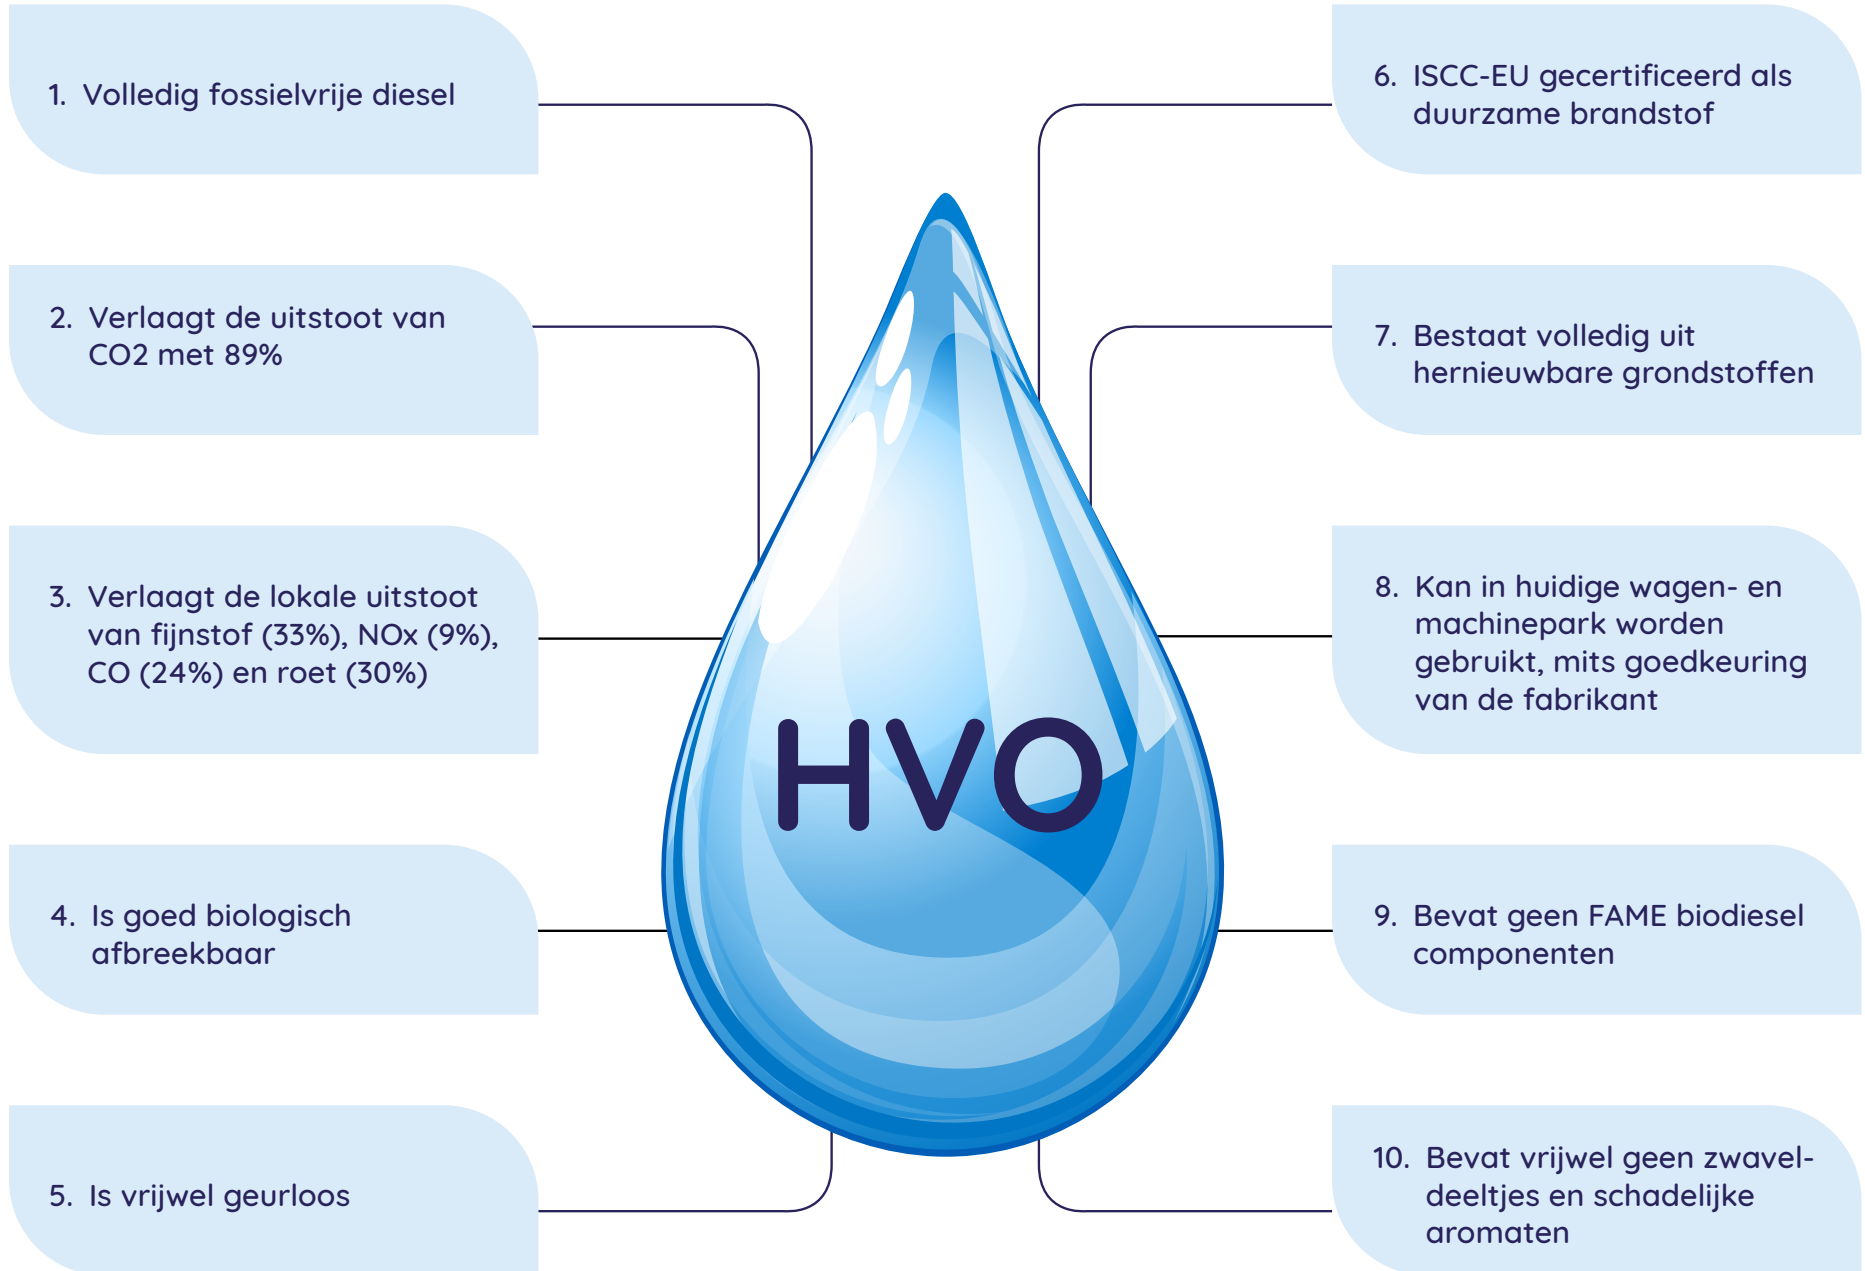 1. Volledig fossielvrije diesel
2. Verlaagt de uitstoot van
CO2 met 89%
3. Verlaagt de lokale uitstoot
van fijnstof (33%), NOx (9%),
CO (24%) en roet (30%)
4. Is goed biologisch
afbreekbaar
5. Is vrijwel geurloos
HVO
6. ISCC-EU gecertificeerd als
duurzame brandstof
7. Bestaat volledig uit
hernieuwbare grondstoffen
8. Kan in huidige wagen- en
machinepark worden
gebruikt, mits goedkeuring
van de fabrikant
9. Bevat geen FAME biodiesel
componenten
10. Bevat vrijwel geen zwavel-
deeltjes en schadelijke
aromaten